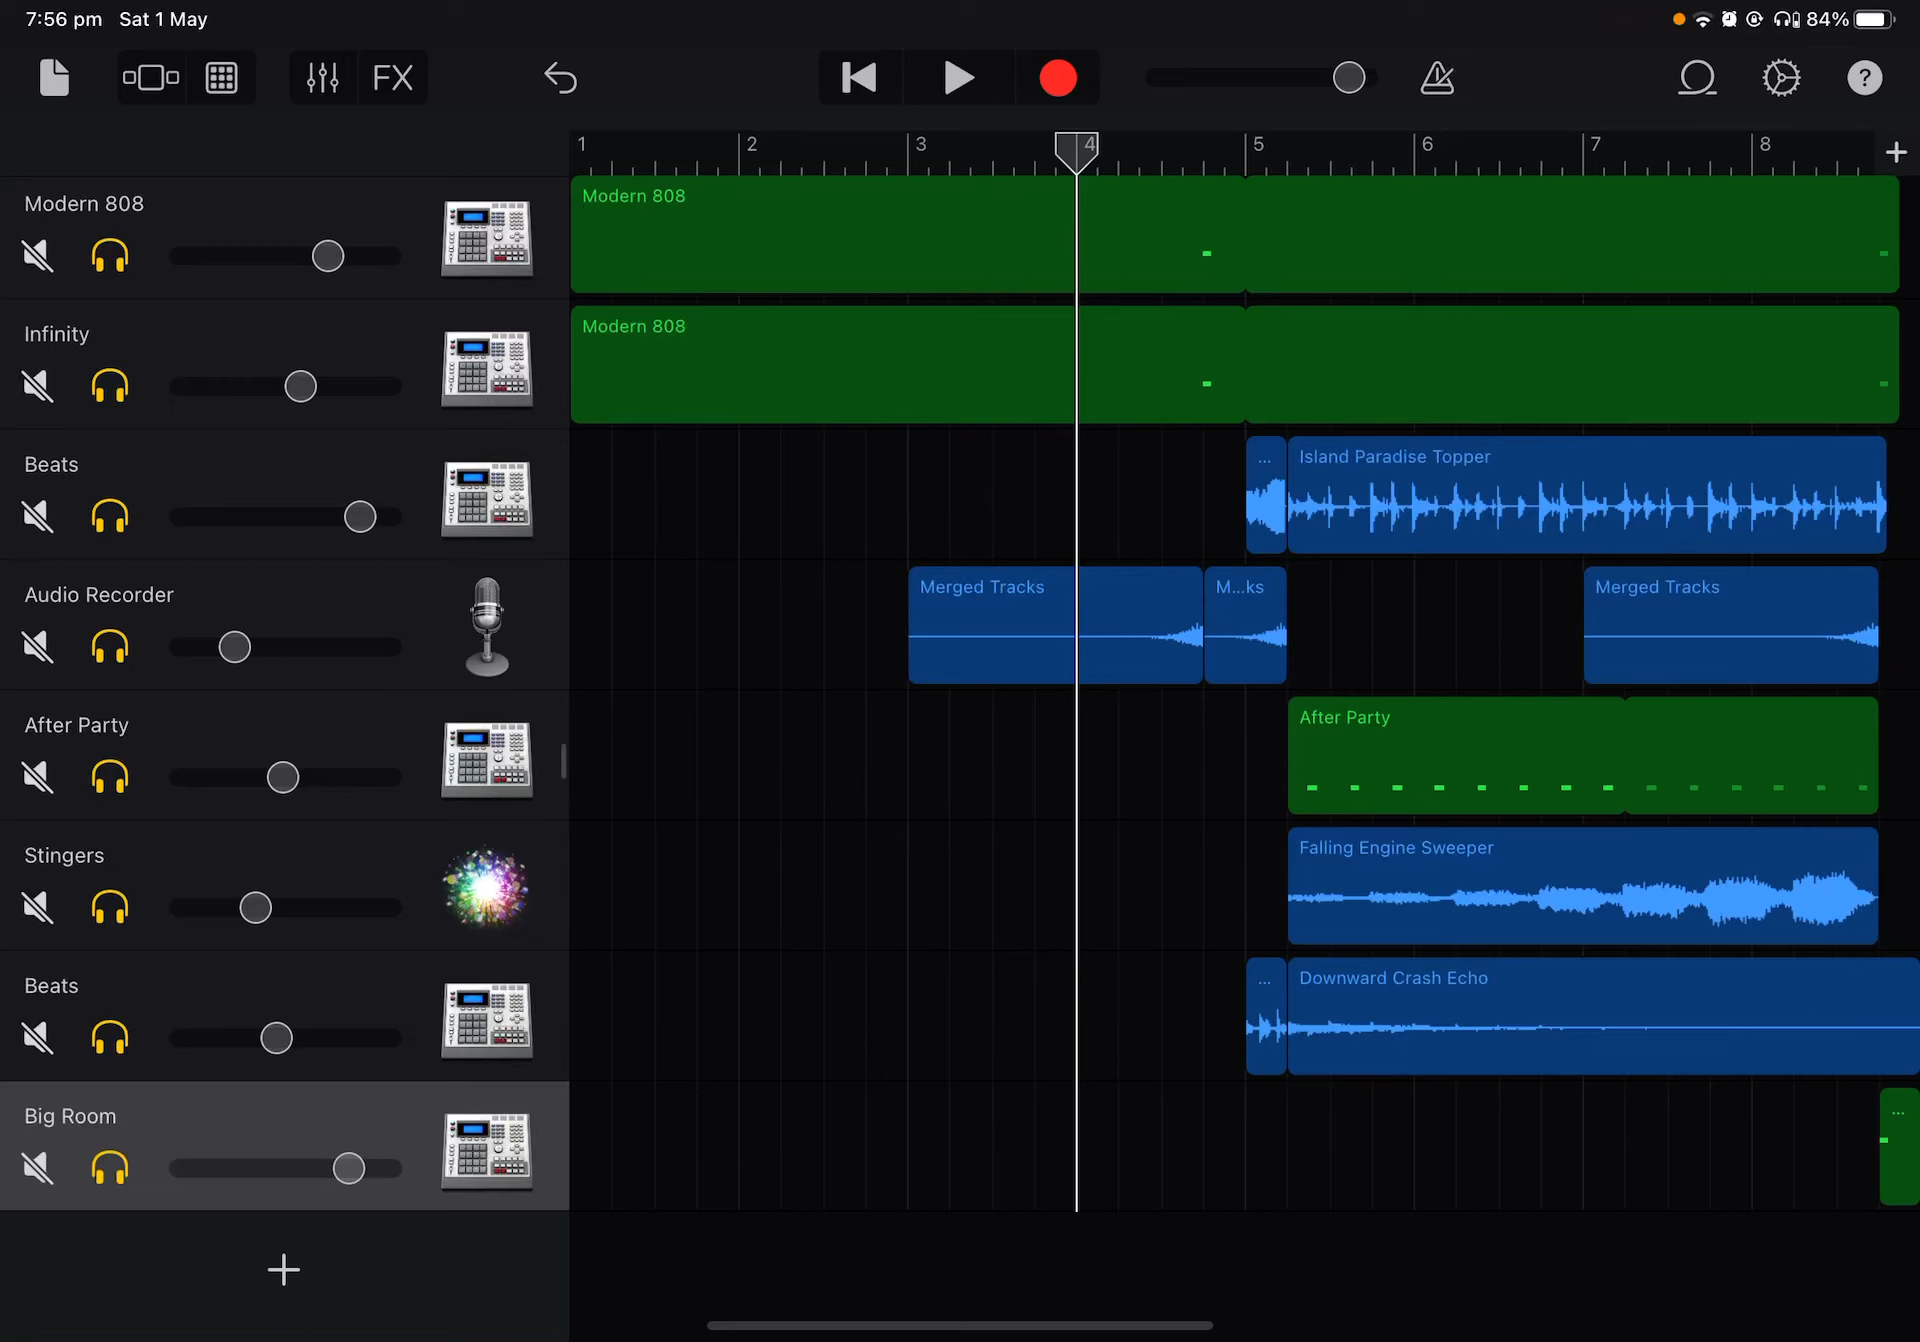 7:56 pm Sat 1 May
84%
FX
?
1 2 3 4 5 6 7 8 +
Modern 808
Modern 808
Infinity
Modern 808
Beats
... Island Paradise Topper
Audio Recorder
Merged Tracks M...ks Merged Tracks
After Party
After Party
Stingers
Falling Engine Sweeper
Beats
... Downward Crash Echo
Big Room
...
+